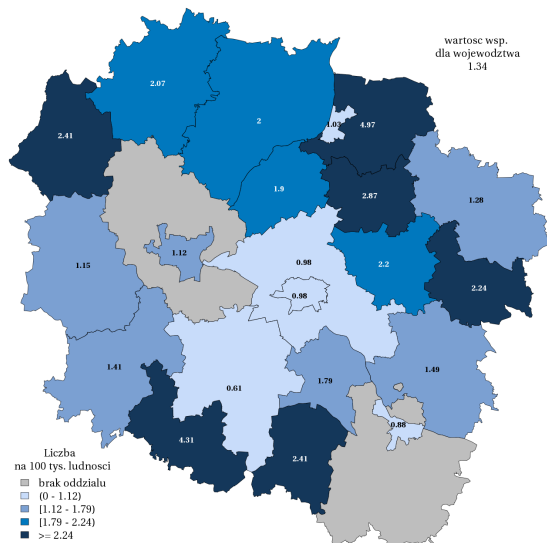 wartosc wsp.
dla wojewodztwa
1.34
2.07
2
4.97
2.41
1.9
2.87
1.28
1.12
0.98
2.2
1.15
2.24
0.98
1.41
0.61
1.79
1.49
0.88
4.31
2.41
Liczba
na 100 tys. ludnosci
brak oddzialu
(0 - 1.12)
[1.12 - 1.79)
[1.79 - 2.24)
>= 2.24